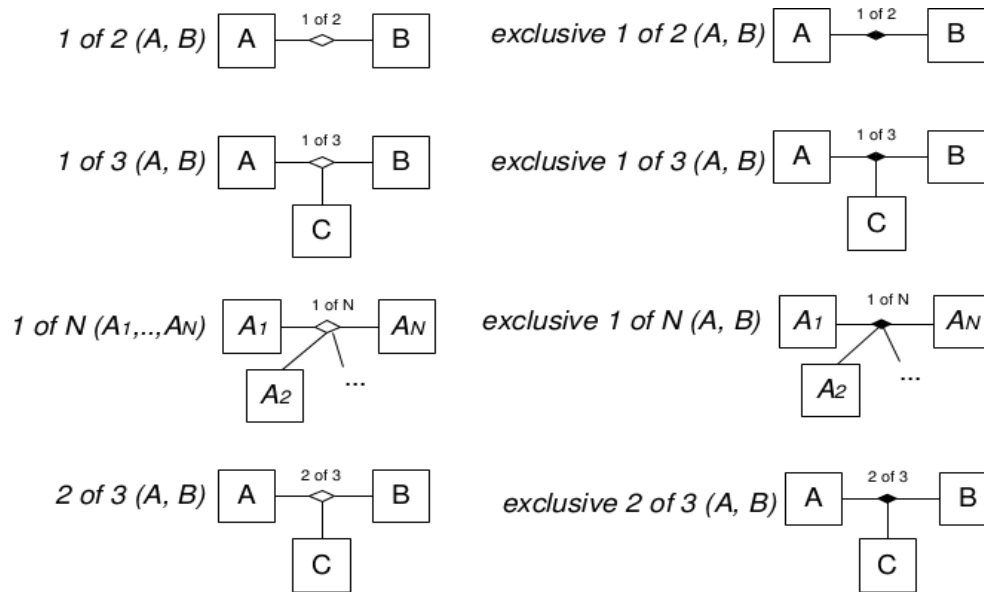 1 of 2 (A, B) A 1 of 2 B
exclusive 1 of 2 (A, B) A 1 of 2 B
1 of 3 (A, B) A 1 of 3 B
C
exclusive 1 of 3 (A, B) A 1 of 3 B
C
1 of N (A1,..,AN) A1 1 of N AN
A2 ...
exclusive 1 of N (A, B) A1 1 of N AN
A2 ...
2 of 3 (A, B) A 2 of 3 B
C
exclusive 2 of 3 (A, B) A 2 of 3 B
C